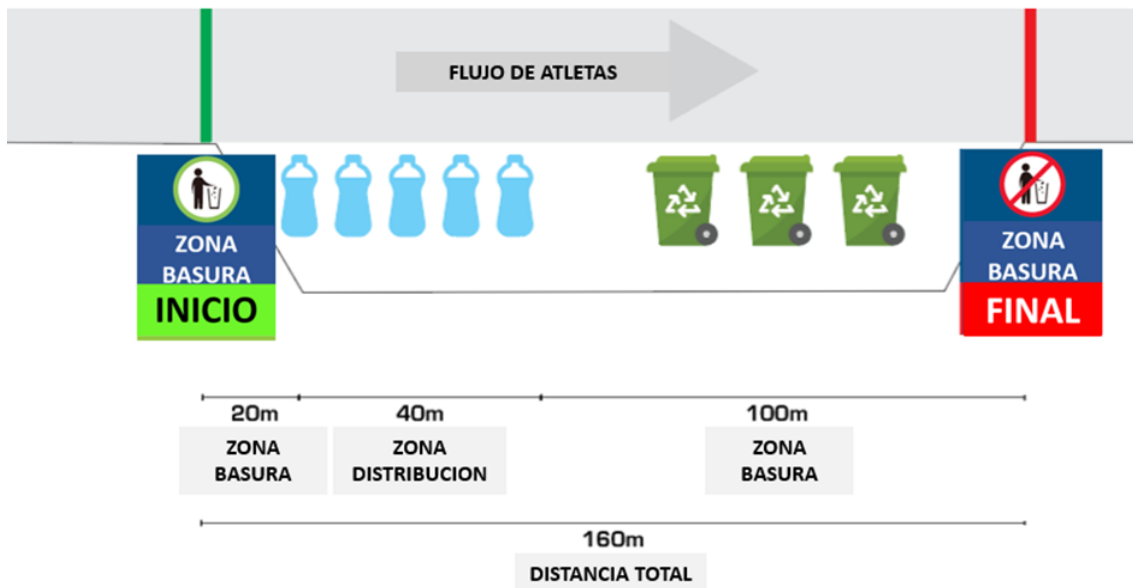 FLUJO DE ATLETAS
ZONA
BASURA
INICIO
ZONA
BASURA
FINAL
20m
40m
100m
ZONA
BASURA
ZONA
DISTRIBUCION
ZONA
BASURA
160m
DISTANCIA TOTAL